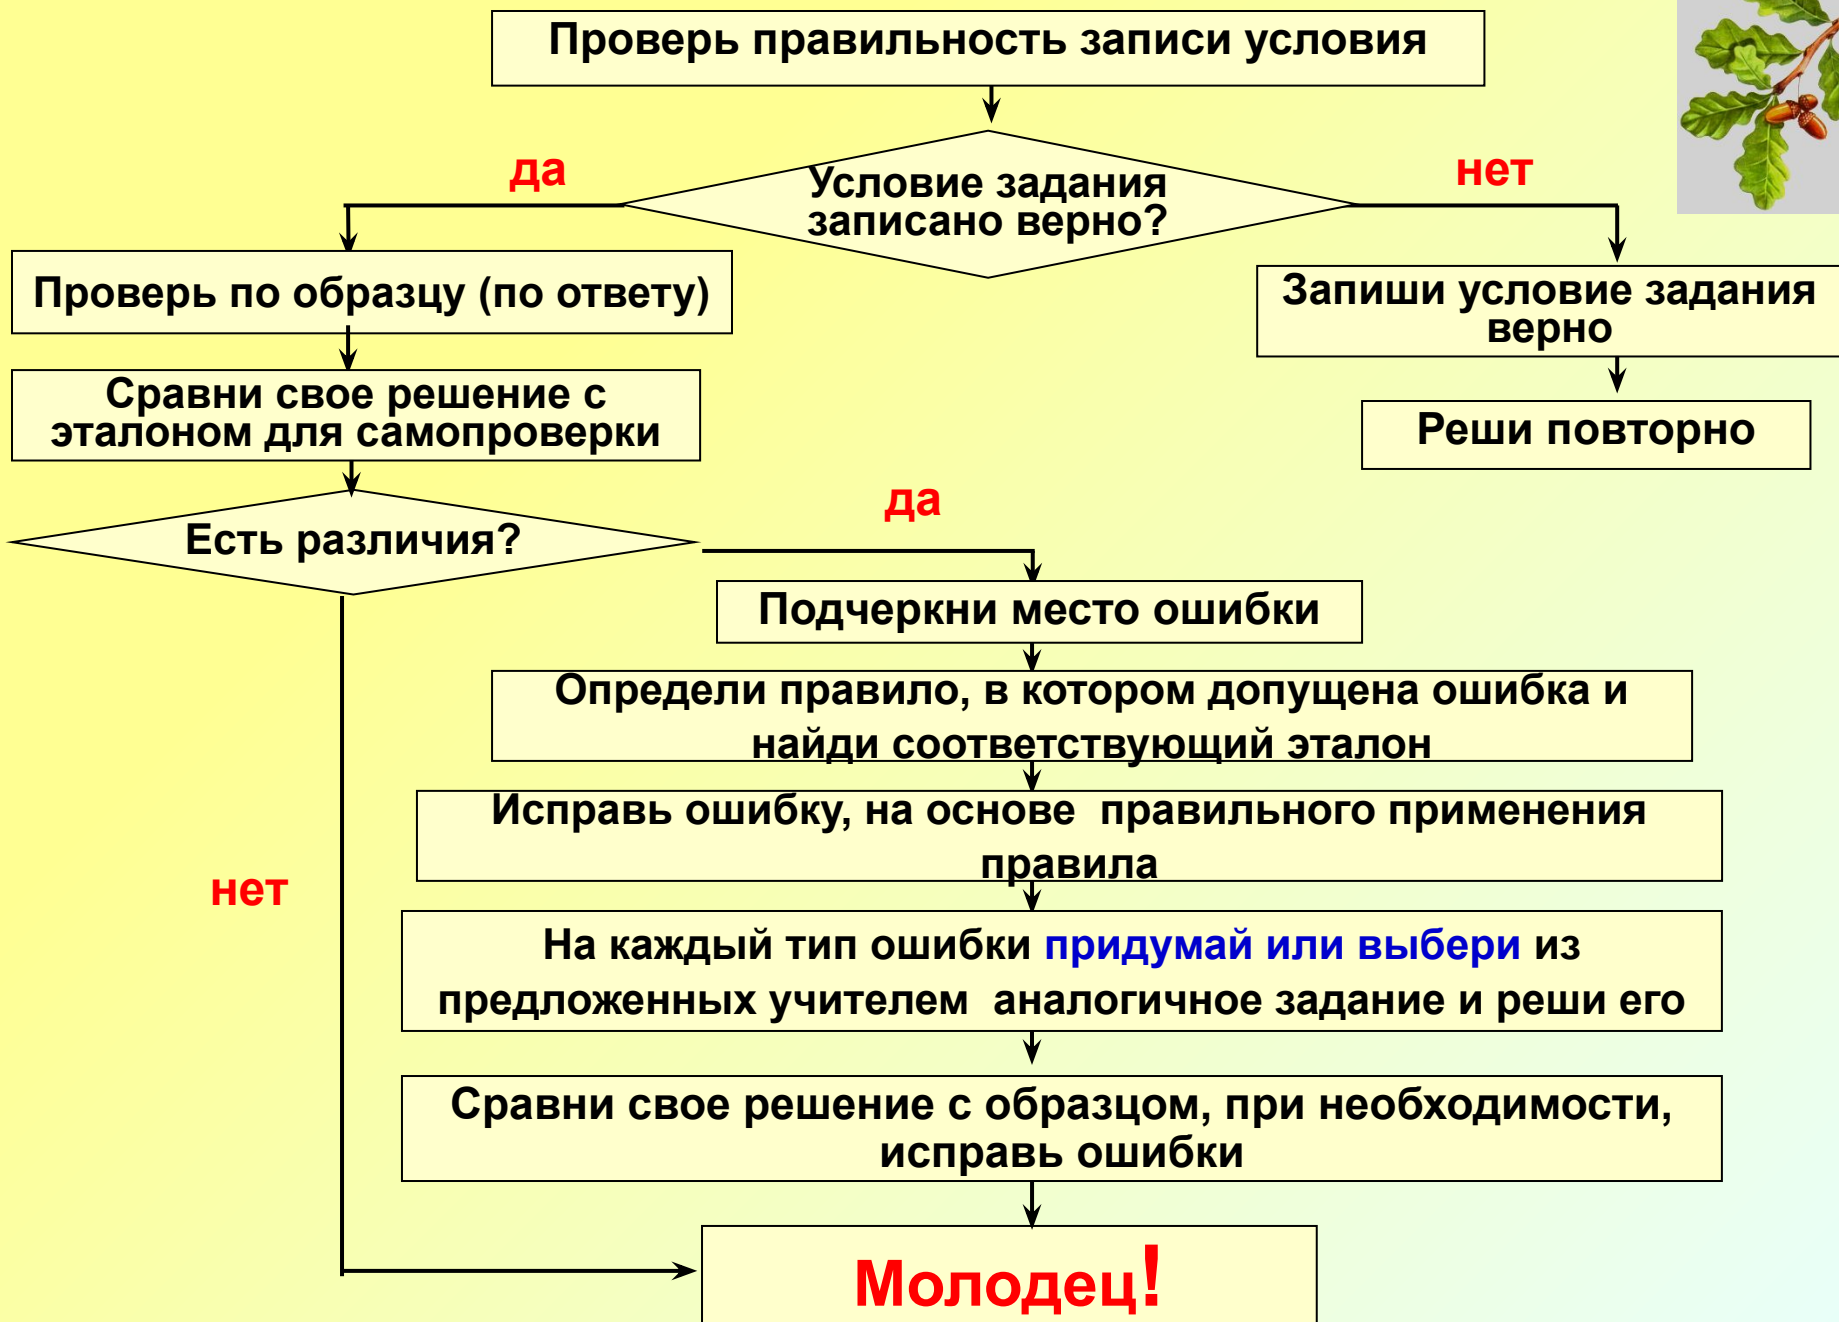 Проверь правильность записи условия
да
Условие задания
записано верно?
нет
Проверь по образцу (по ответу)
Запиши условие задания
верно
Сравни свое решение с
эталоном для самопроверки
Реши повторно
Есть различия?
да
Подчеркни место ошибки
Определи правило, в котором допущена ошибка и
найди соответствующий эталон
Исправь ошибку, на основе правильного применения
правила
нет
На каждый тип ошибки придумай или выбери из
предложенных учителем аналогичное задание и реши его
Сравни свое решение с образцом, при необходимости,
исправь ошибки
Молодец!